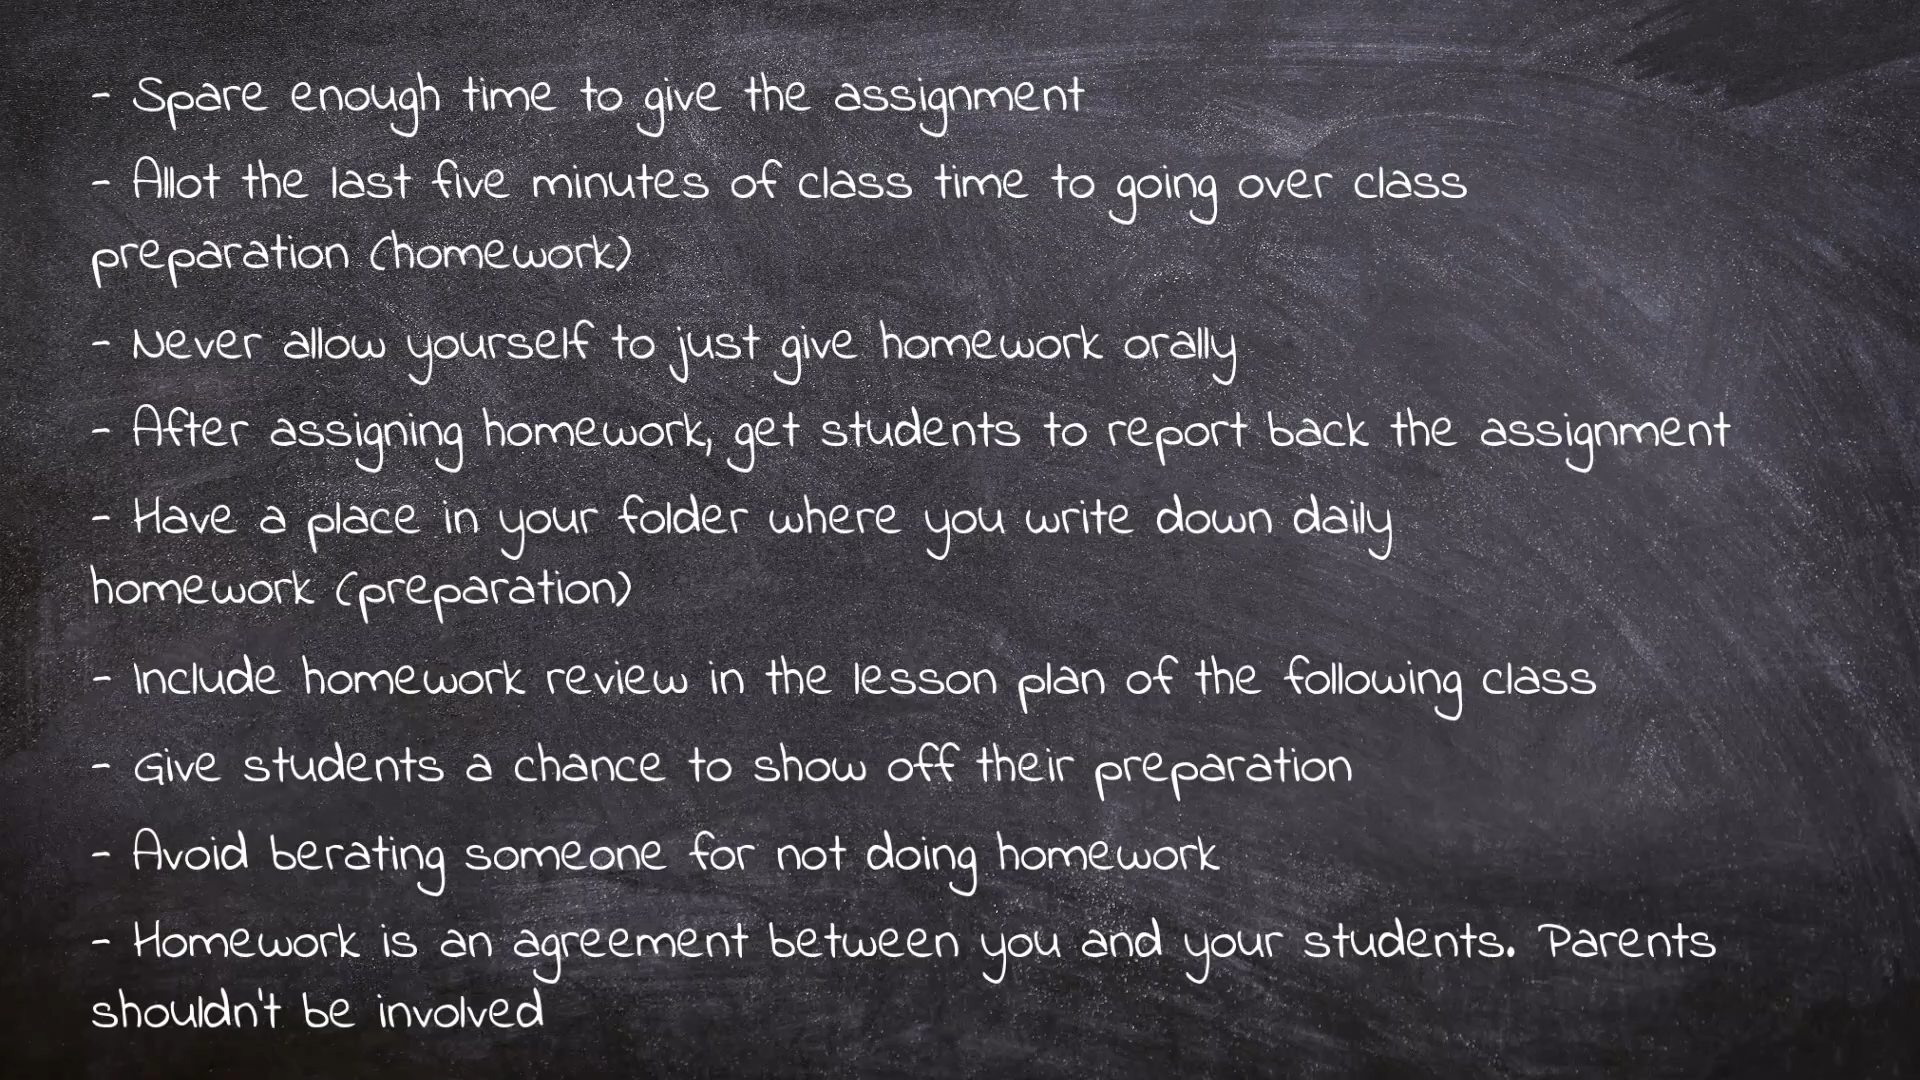 - Spare enough time to give the assignment
- Allot the last five minutes of class time to going over class
preparation (homework)
- Never allow yourself to just give homework orally
- After assigning homework, get students to report back the assignment
- Have a place in your folder where you write down daily
homework (preparation)
- Include homework review in the lesson plan of the following class
- Give students a chance to show off their preparation
- Avoid berating someone for not doing homework
- Homework is an agreement between you and your students. Parents
shouldn't be involved